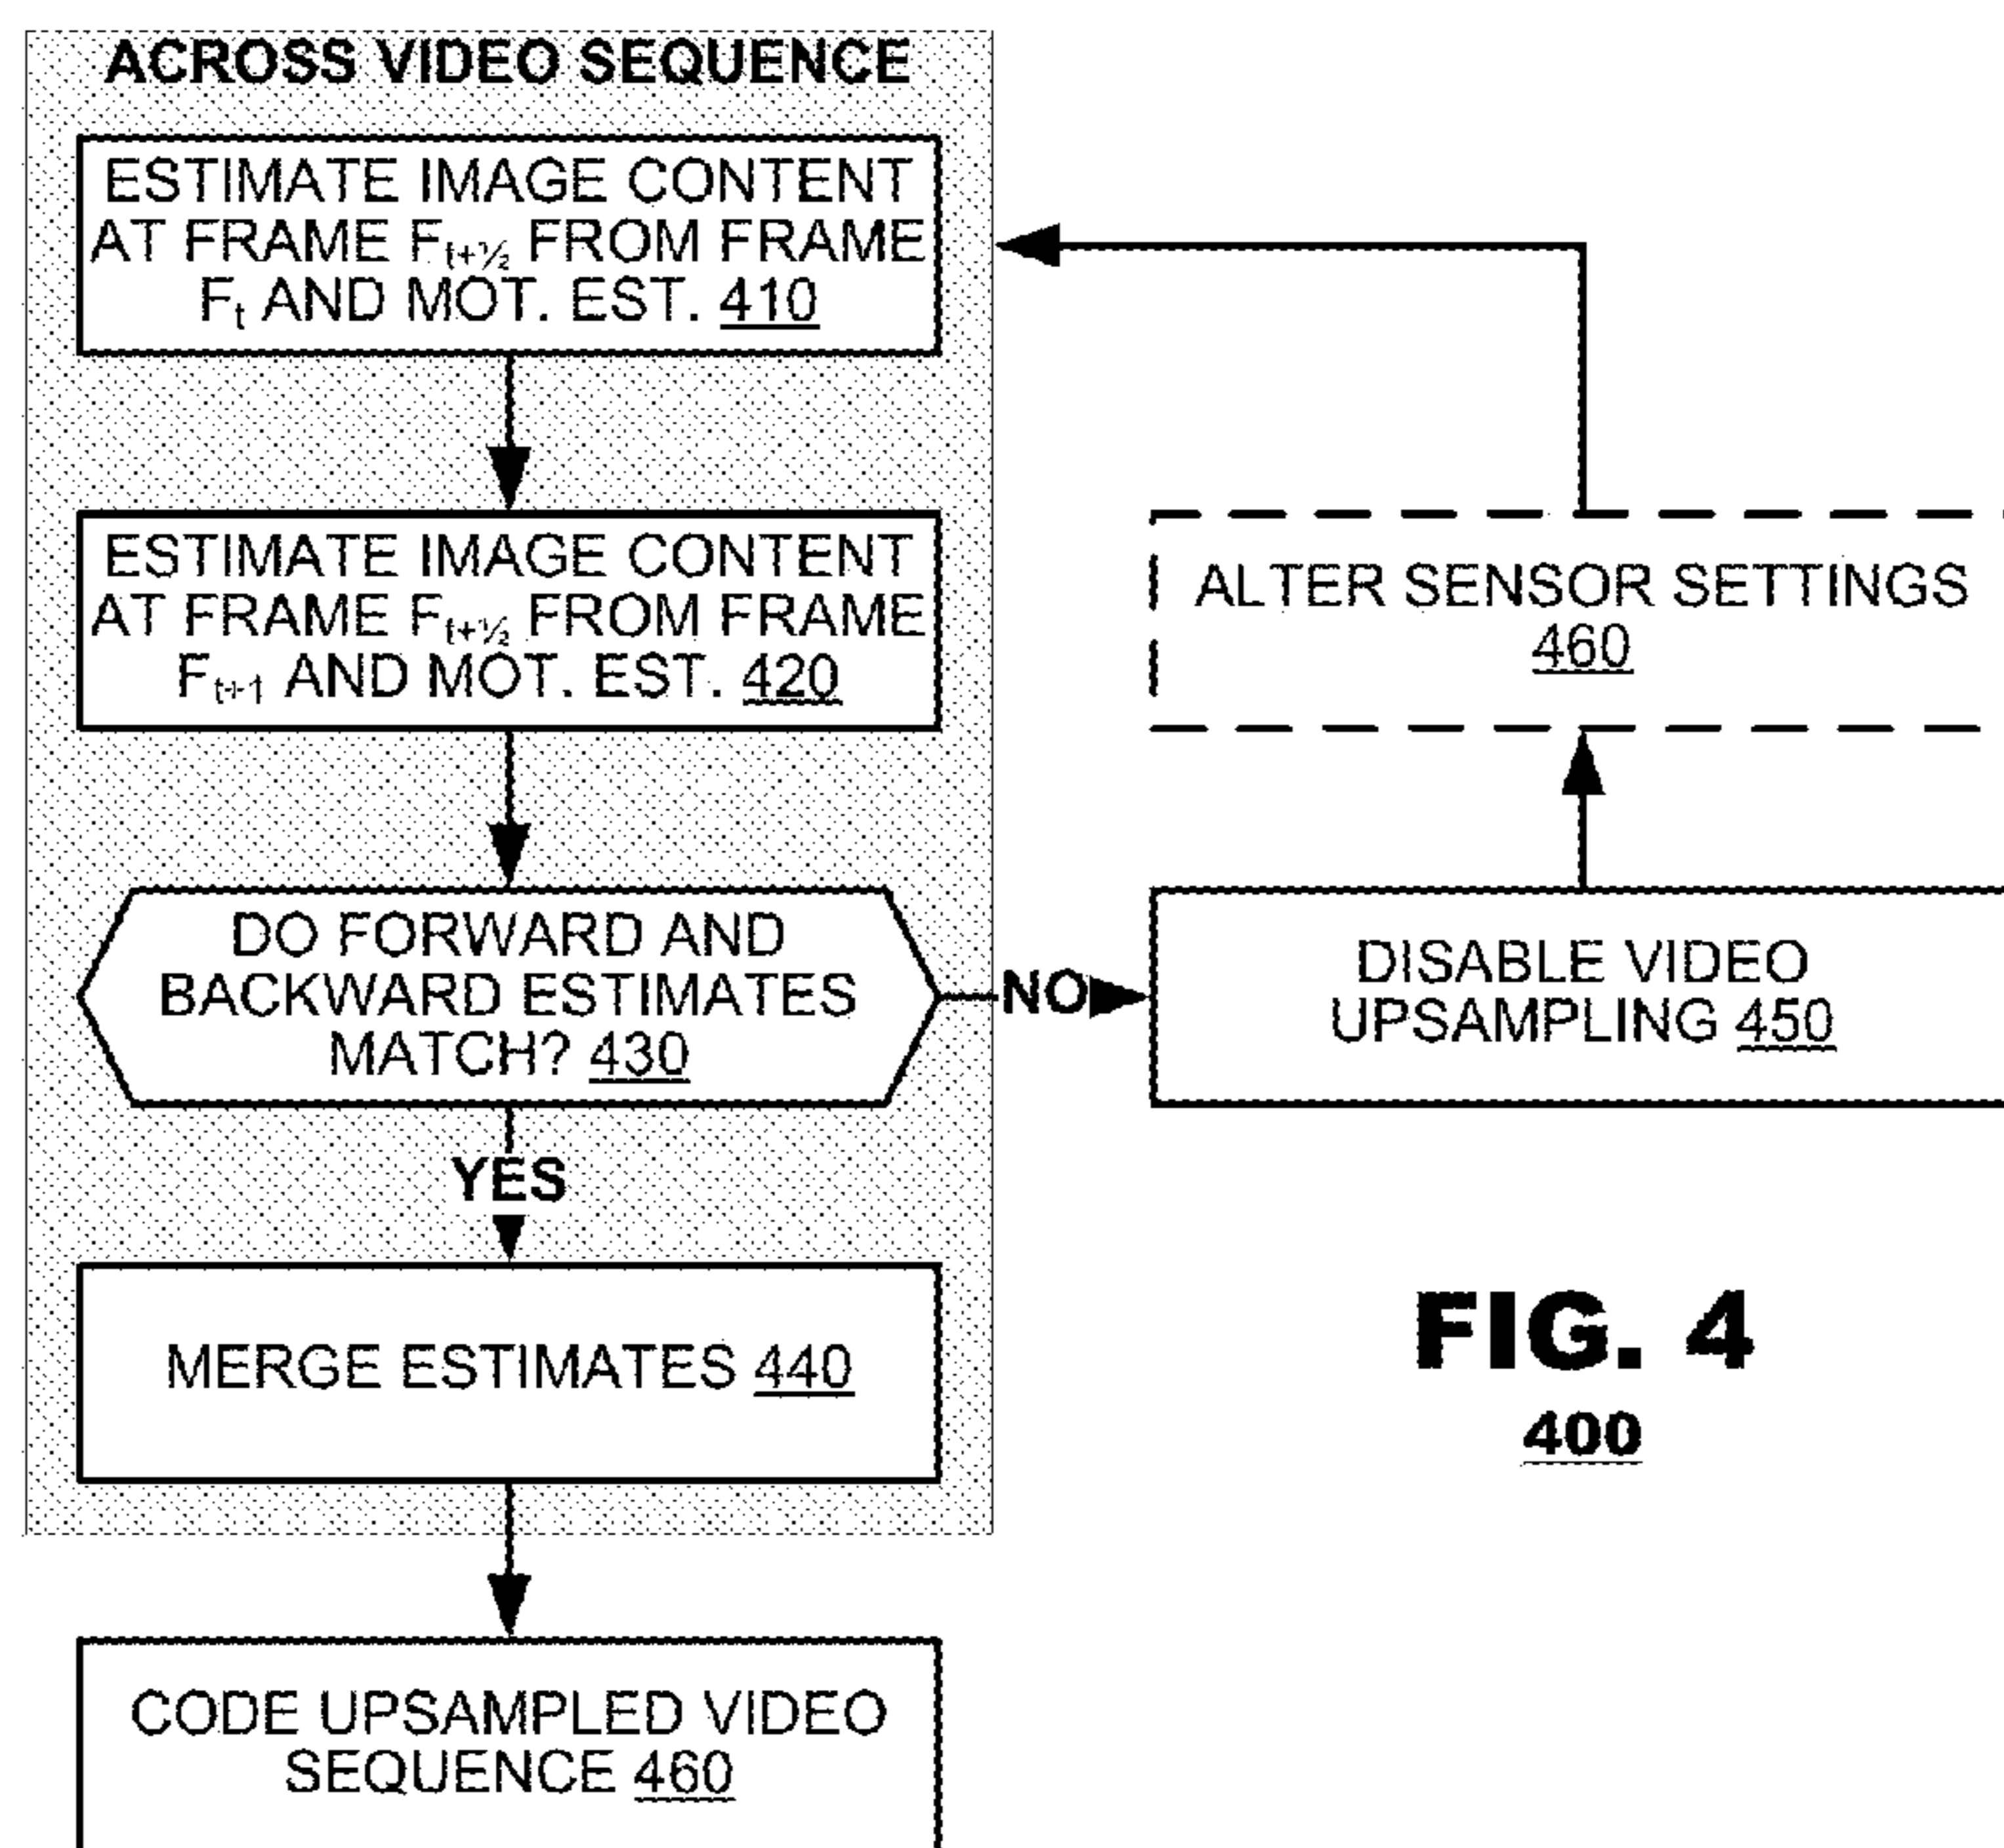 ACROSS VIDEO SEQUENCE
ESTIMATE IMAGE CONTENT
AT FRAME Ft+½ FROM FRAME
Ft AND MOT. EST. 410
ESTIMATE IMAGE CONTENT
AT FRAME Ft+½ FROM FRAME
Ft+1 AND MOT. EST. 420
DO FORWARD AND
BACKWARD ESTIMATES
MATCH? 430
NO
YES
MERGE ESTIMATES 440
CODE UPSAMPLED VIDEO
SEQUENCE 460
ALTER SENSOR SETTINGS
460
DISABLE VIDEO
UPSAMPLING 450
FIG. 4
400